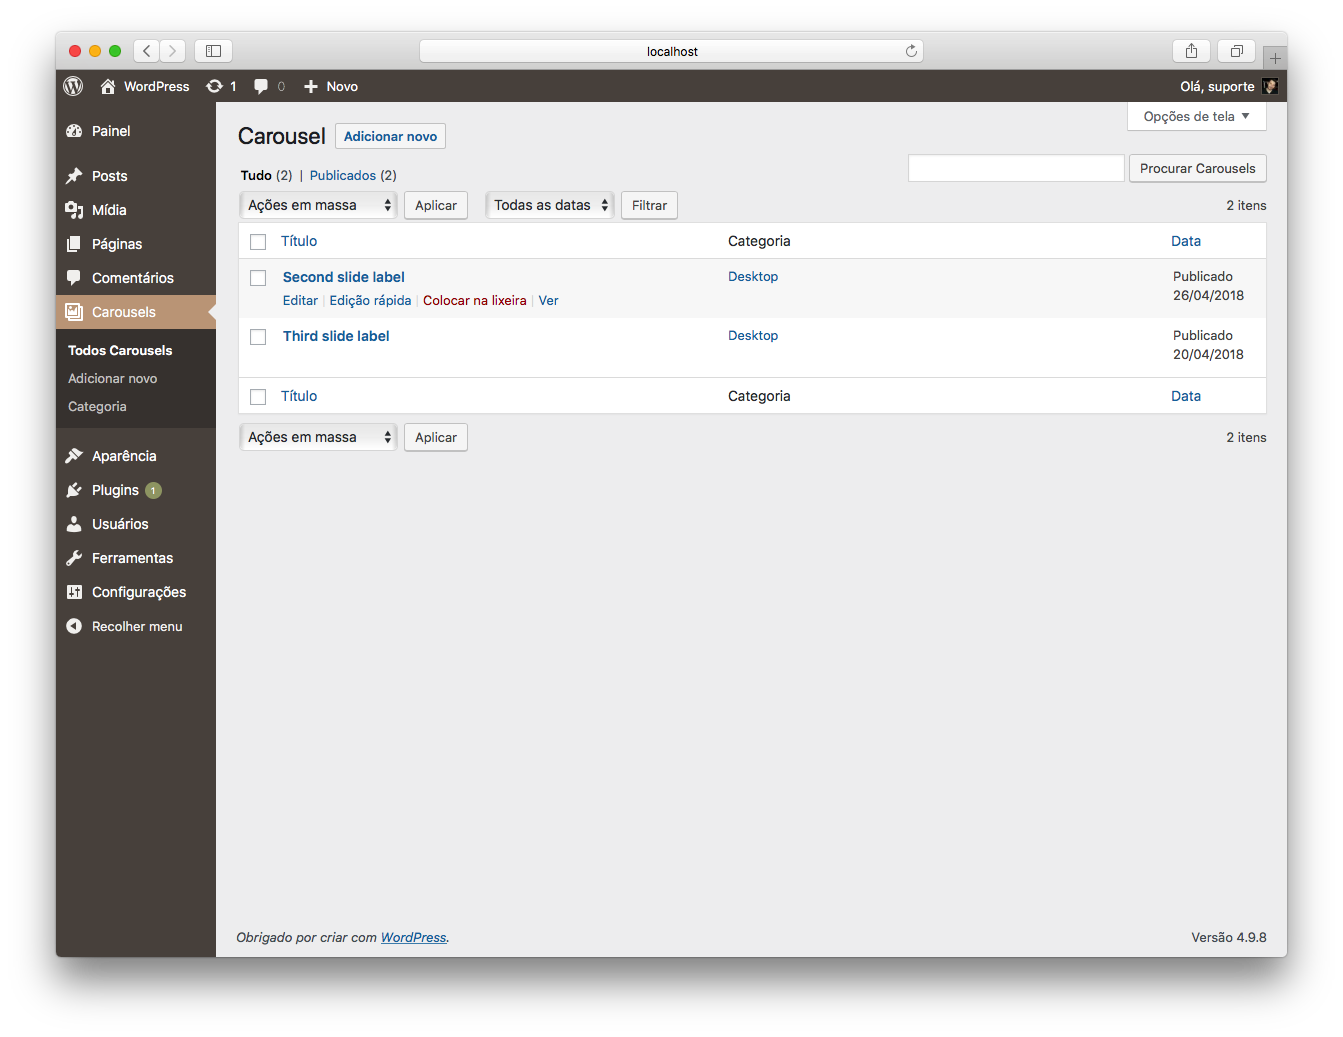 localhost
WordPress 1 0 Novo Olá, suporte
Opções de tela
Painel
Posts
Mídia
Páginas
Comentários
Carousels
Todos Carousels
Adicionar novo
Categoria
Aparência
Plugins 1
Usuários
Ferramentas
Configurações
Recolher menu
Carousel Adicionar novo
Tudo (2) | Publicados (2)
Procurar Carousels
Ações em massa Aplicar Todas as datas Filtrar 2 itens
Título Categoria Data
Second slide label Desktop Publicado
26/04/2018
Editar | Edição rápida | Colocar na lixeira | Ver
Third slide label Desktop Publicado
20/04/2018
Título Categoria Data
Ações em massa Aplicar 2 itens
Obrigado por criar com WordPress. Versão 4.9.8